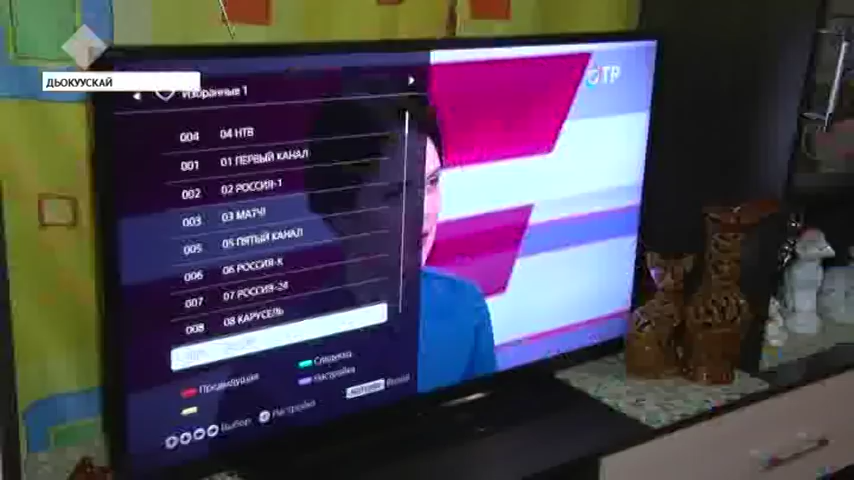 ДЬОКУУСКАЙ
Избранные 1
ОТР
004 04 НТВ
001 01 ПЕРВЫЙ КАНАЛ
002 02 РОССИЯ-1
003 03 МАТЧ!
005 05 ПЯТЫЙ КАНАЛ
006 06 РОССИЯ-К
007 07 РОССИЯ-24
008 08 КАРУСЕЛЬ
Предыдущая
Настройка
Выбор
Настройка
Выход